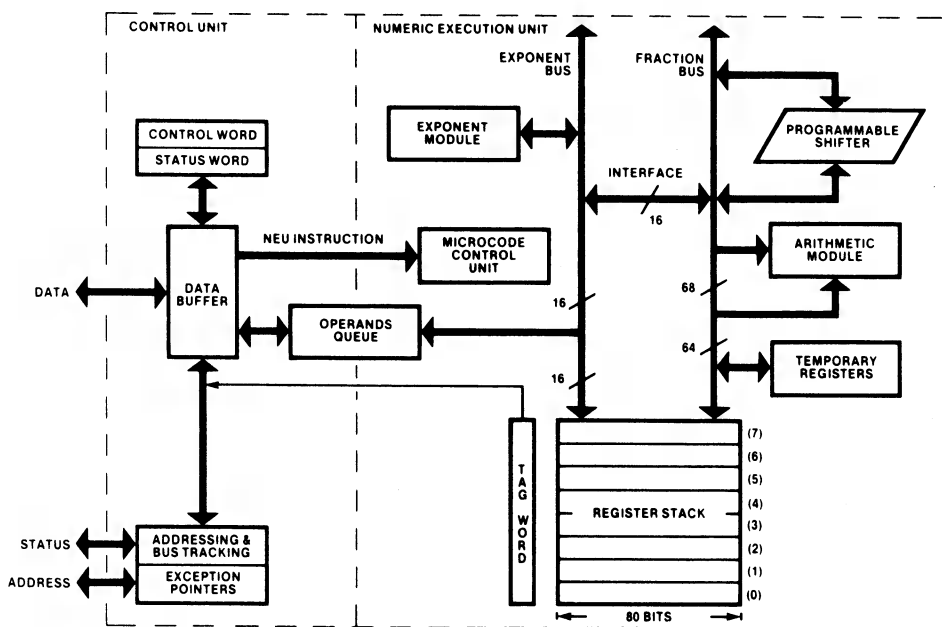 CONTROL UNIT
NUMERIC EXECUTION UNIT
EXPONENT
BUS
FRACTION
BUS
CONTROL WORD
STATUS WORD
EXPONENT
MODULE
PROGRAMMABLE
SHIFTER
INTERFACE
16
NEU INSTRUCTION
MICROCODE
CONTROL
UNIT
ARITHMETIC
MODULE
DATA
DATA
BUFFER
16
68
OPERANDS
QUEUE
64
16
TEMPORARY
REGISTERS
TAG WORD
(7)
(6)
(5)
(4)
REGISTER STACK
(3)
(2)
(1)
(0)
STATUS
ADDRESSING &
BUS TRACKING
ADDRESS
EXCEPTION
POINTERS
80 BITS